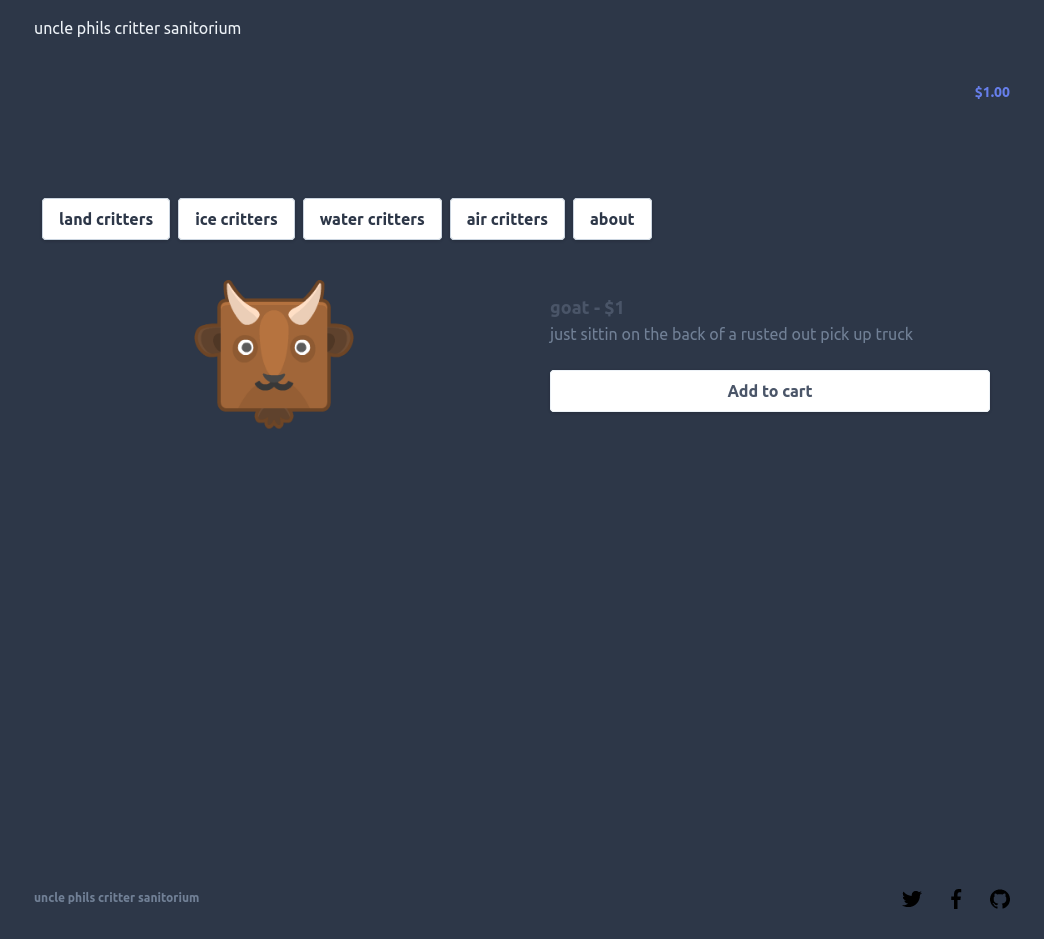 uncle phils critter sanitorium
$1.00
land critters
ice critters
water critters
air critters
about
goat - $1
just sittin on the back of a rusted out pick up truck
Add to cart
uncle phils critter sanitorium